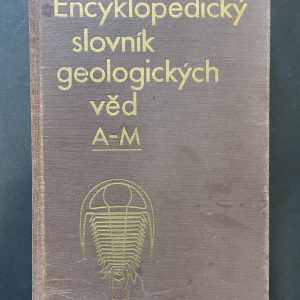 Encyklopedický
slovník
geologických
věd
A-M